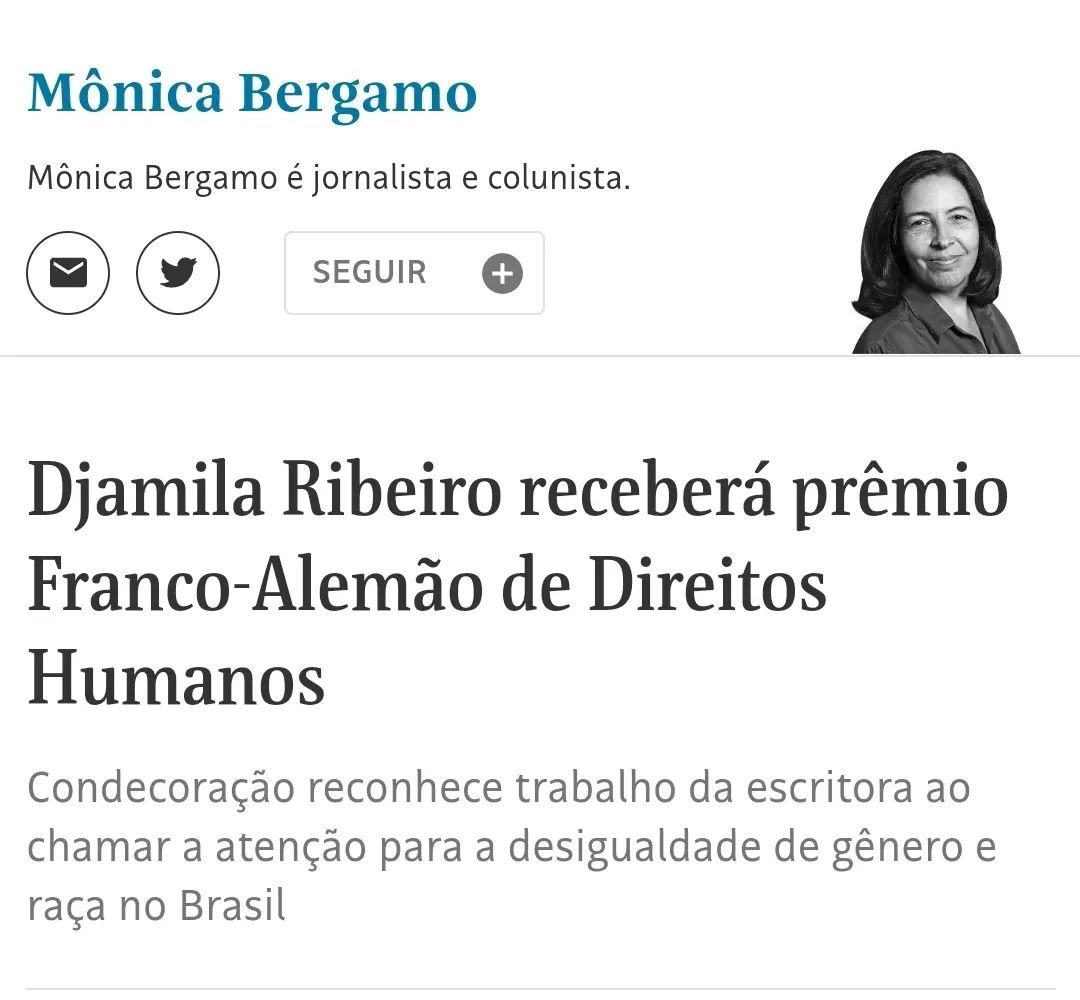 Mônica Bergamo
Mônica Bergamo é jornalista e colunista.
SEGUIR
Djamila Ribeiro receberá prêmio
Franco-Alemão de Direitos
Humanos
Condecoração reconhece trabalho da escritora ao
chamar a atenção para a desigualdade de gênero e
raça no Brasil